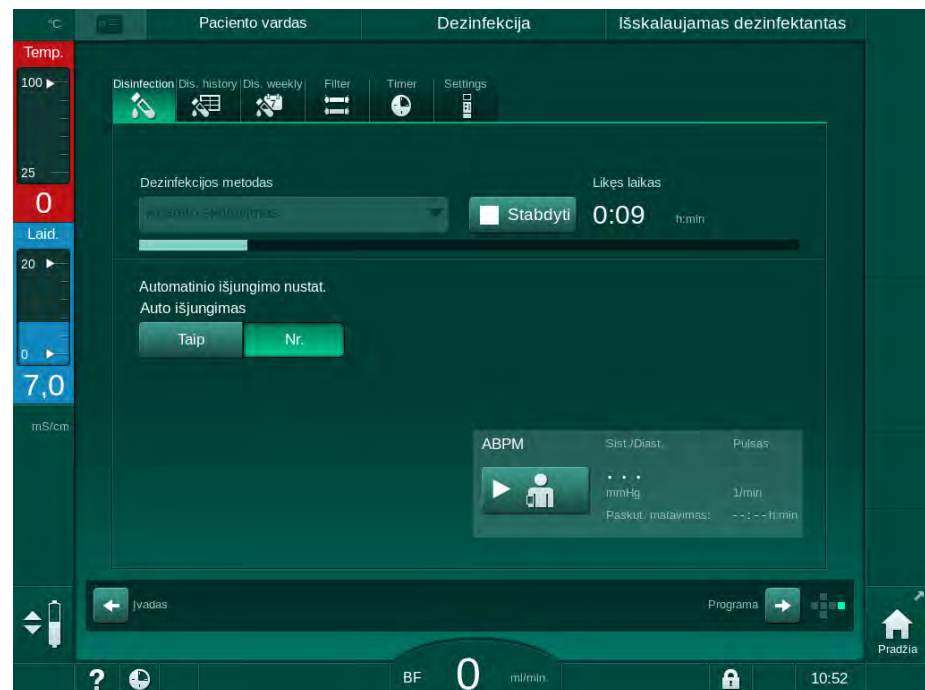 °C Paciento vardas Dezinfekcija Išskalaujamas dezinfektantas
Temp.
100
25
0
Laid.
20
0
7,0
mS/cm
Disinfection Dis. history Dis. weekly Filter Timer Settings
7
Dezinfekcijos metodas
Likęs laikas
Stabdyti
0:09 h:min
Automatinio išjungimo nustat.
Auto išjungimas
Taip Nr.
ABPM Sist./Diast. Pulsas
mmHg 1/min
Paskut. matavimas: --:-- h:min
Įvadas
Programa
Pradžia
? BF 0 ml/min. 10:52